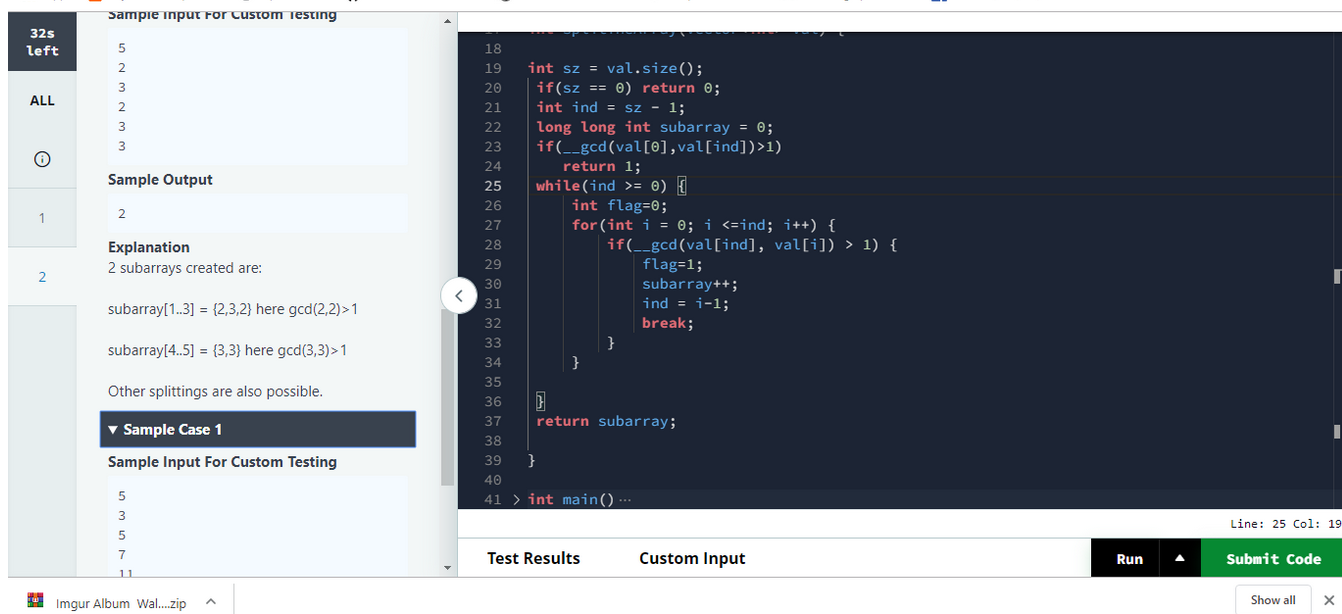 32s
left
ALL
1
2
Sample Input For Custom Testing
5
2
3
2
3
3
Sample Output
2
Explanation
2 subarrays created are:
subarray[1..3] = {2,3,2} here gcd(2,2)>1
subarray[4..5] = {3,3} here gcd(3,3)>1
Other splittings are also possible.
▼ Sample Case 1
Sample Input For Custom Testing
5
3
5
7
11
18
19 int sz = val.size();
20 if(sz == 0) return 0;
21 int ind = sz - 1;
22 long long int subarray = 0;
23 if(__gcd(val[0],val[ind])>1)
24 return 1;
25 while(ind >= 0) {
26 int flag=0;
27 for(int i = 0; i <=ind; i++) {
28 if(__gcd(val[ind], val[i]) > 1) {
29 flag=1;
30 subarray++;
31 ind = i-1;
32 break;
33 }
34 }
35
36 }
37 return subarray;
38
39 }
40
41 > int main() ...
Line: 25 Col: 19
Test Results Custom Input Run ▲ Submit Code
Imgur Album Wal....zip Show all